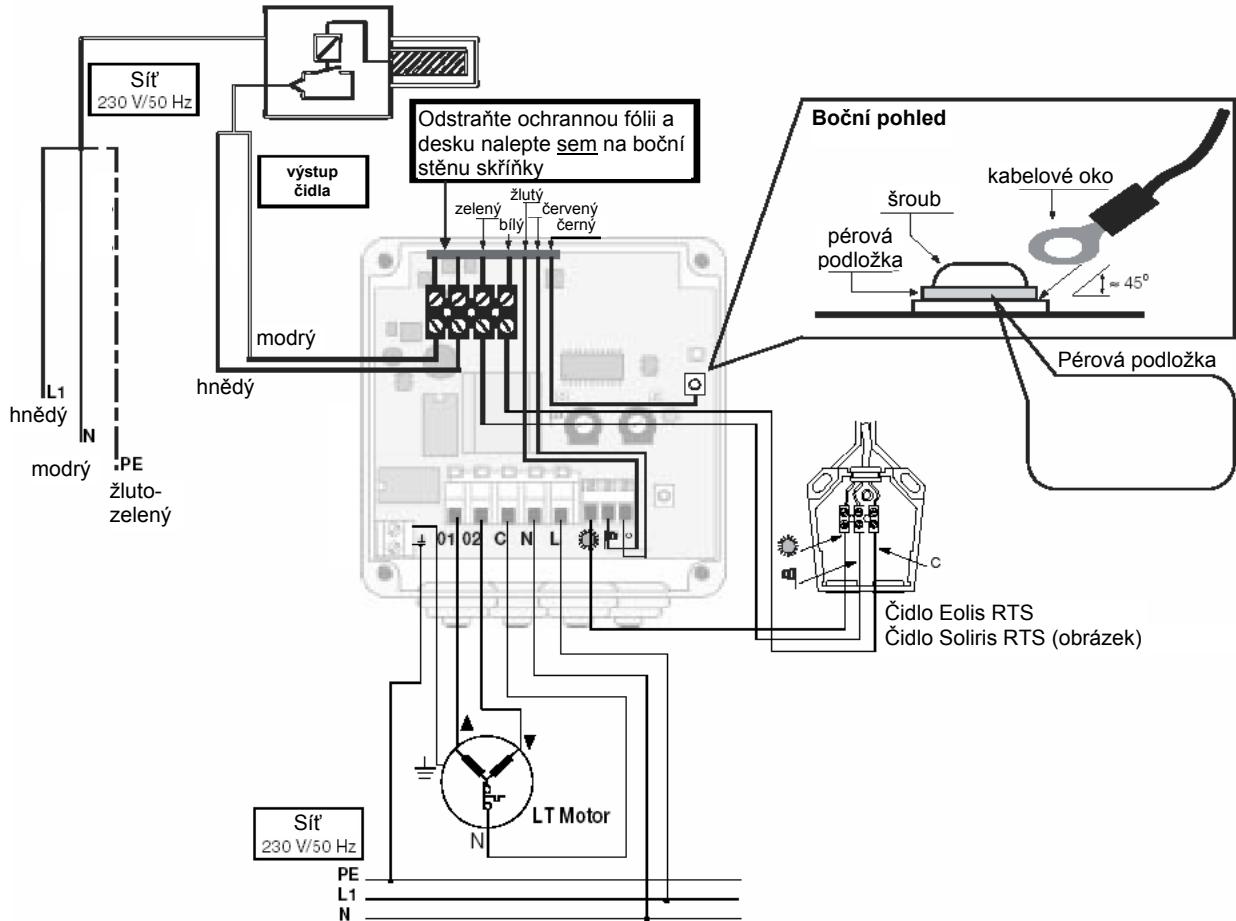 Síť
230 V/50 Hz
výstup
čidla
Odstraňte ochrannou fólii a
desku nalepte sem na boční
stěnu skříňky
zelený
bílý
žlutý
červený
černý
Boční pohled
kabelové oko
šroub
pérová
podložka
≈ 45°
Pérová podložka
modrý
hnědý
L1
hnědý
N
modrý
PE
žluto-
zelený
01 02 C N L
C
C
Čidlo Eolis RTS
Čidlo Soliris RTS (obrázek)
LT Motor
N
Síť
230 V/50 Hz
PE
L1
N